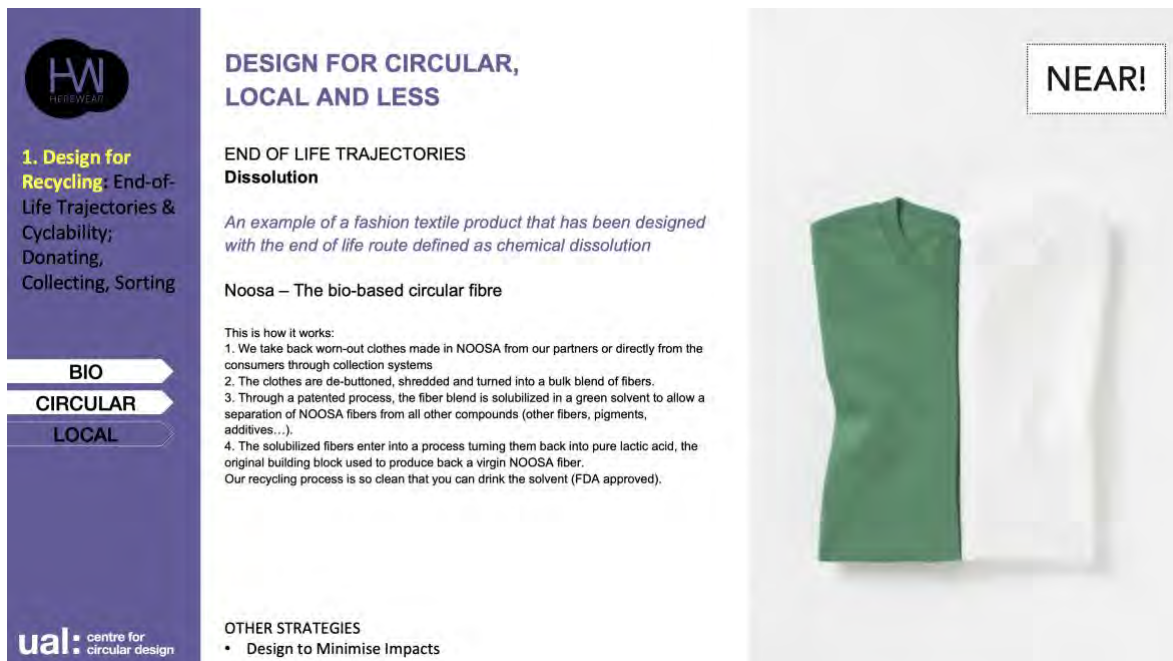 HW
HEREWEAR
1. Design for
Recycling: End-of-
Life Trajectories &
Cyclability;
Donating,
Collecting, Sorting
BIO
CIRCULAR
LOCAL
ual: centre for
circular design
DESIGN FOR CIRCULAR,
LOCAL AND LESS
END OF LIFE TRAJECTORIES
Dissolution
An example of a fashion textile product that has been designed
with the end of life route defined as chemical dissolution
Noosa – The bio-based circular fibre
This is how it works:
1. We take back worn-out clothes made in NOOSA from our partners or directly from the
consumers through collection systems
2. The clothes are de-buttoned, shredded and turned into a bulk blend of fibers.
3. Through a patented process, the fiber blend is solubilized in a green solvent to allow a
separation of NOOSA fibers from all other compounds (other fibers, pigments,
additives…).
4. The solubilized fibers enter into a process turning them back into pure lactic acid, the
original building block used to produce back a virgin NOOSA fiber.
Our recycling process is so clean that you can drink the solvent (FDA approved).
OTHER STRATEGIES
• Design to Minimise Impacts
NEAR!